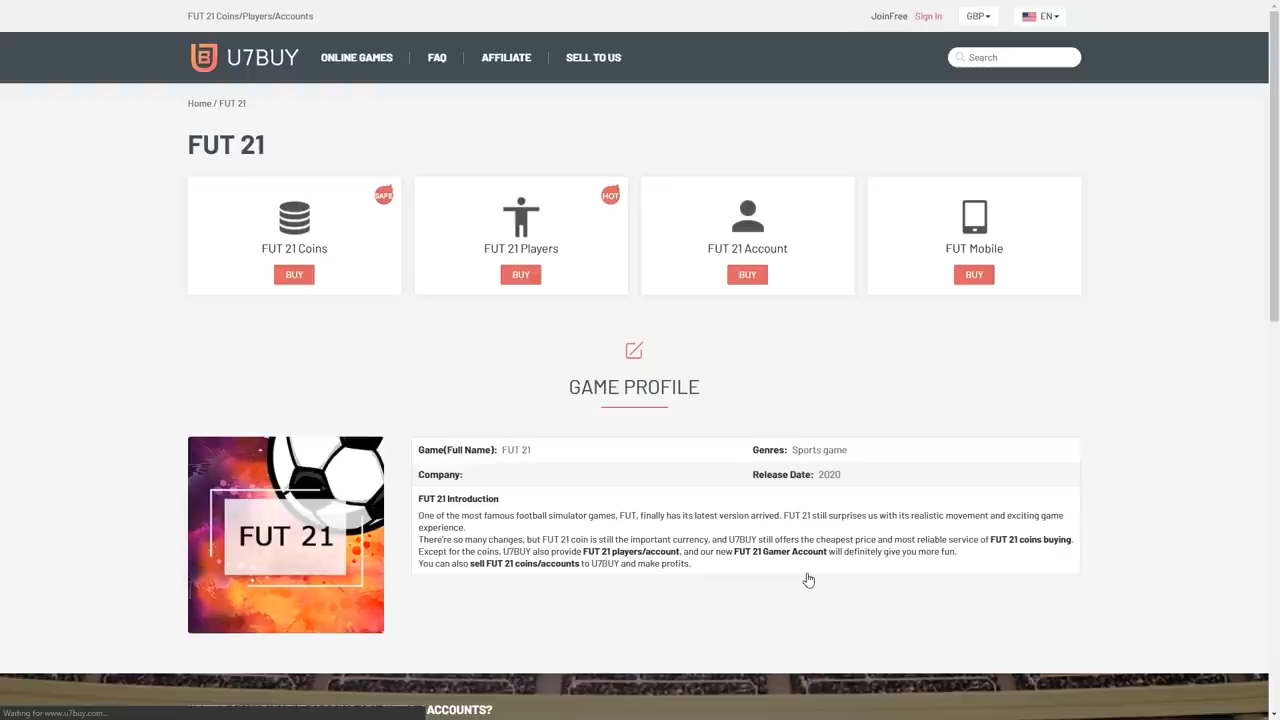 FUT 21 Coins/Players/Accounts
JoinFree Sign In GBP EN
U7BUY ONLINE GAMES FAQ AFFILIATE SELL TO US Search
Home / FUT 21
FUT 21
SAFE HOT
FUT 21 Coins FUT 21 Players FUT 21 Account FUT Mobile
BUY BUY BUY BUY
GAME PROFILE
FUT 21
Game(Full Name): FUT 21 Genres: Sports game
Company: Release Date: 2020
FUT 21 Introduction
One of the most famous football simulator games, FUT, finally has its latest version arrived. FUT 21 still surprises us with its realistic movement and exciting game
experience.
There're so many changes, but FUT 21 coin is still the important currency, and U7BUY still offers the cheapest price and most reliable service of FUT 21 coins buying.
Except for the coins, U7BUY also provide FUT 21 players/account, and our new FUT 21 Gamer Account will definitely give you more fun.
You can also sell FUT 21 coins/accounts to U7BUY and make profits.
ACCOUNTS?
Waiting for www.u7buy.com...